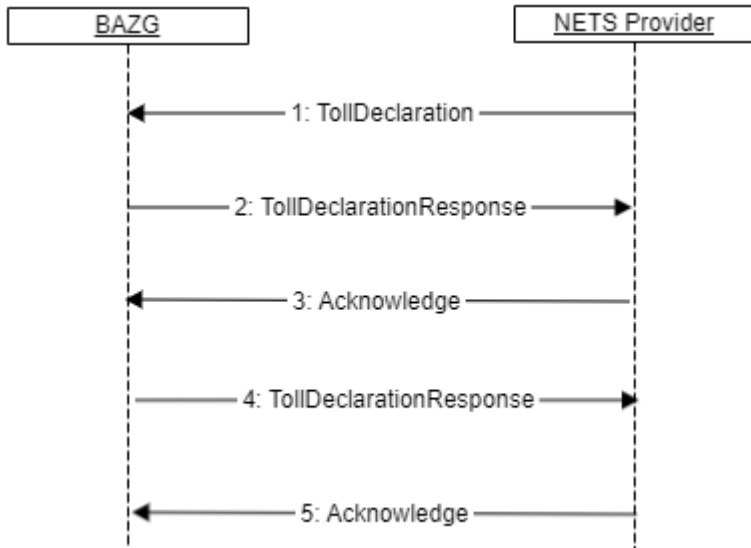 BAZG
NETS Provider
1: TollDeclaration
2: TollDeclarationResponse
3: Acknowledge
4: TollDeclarationResponse
5: Acknowledge